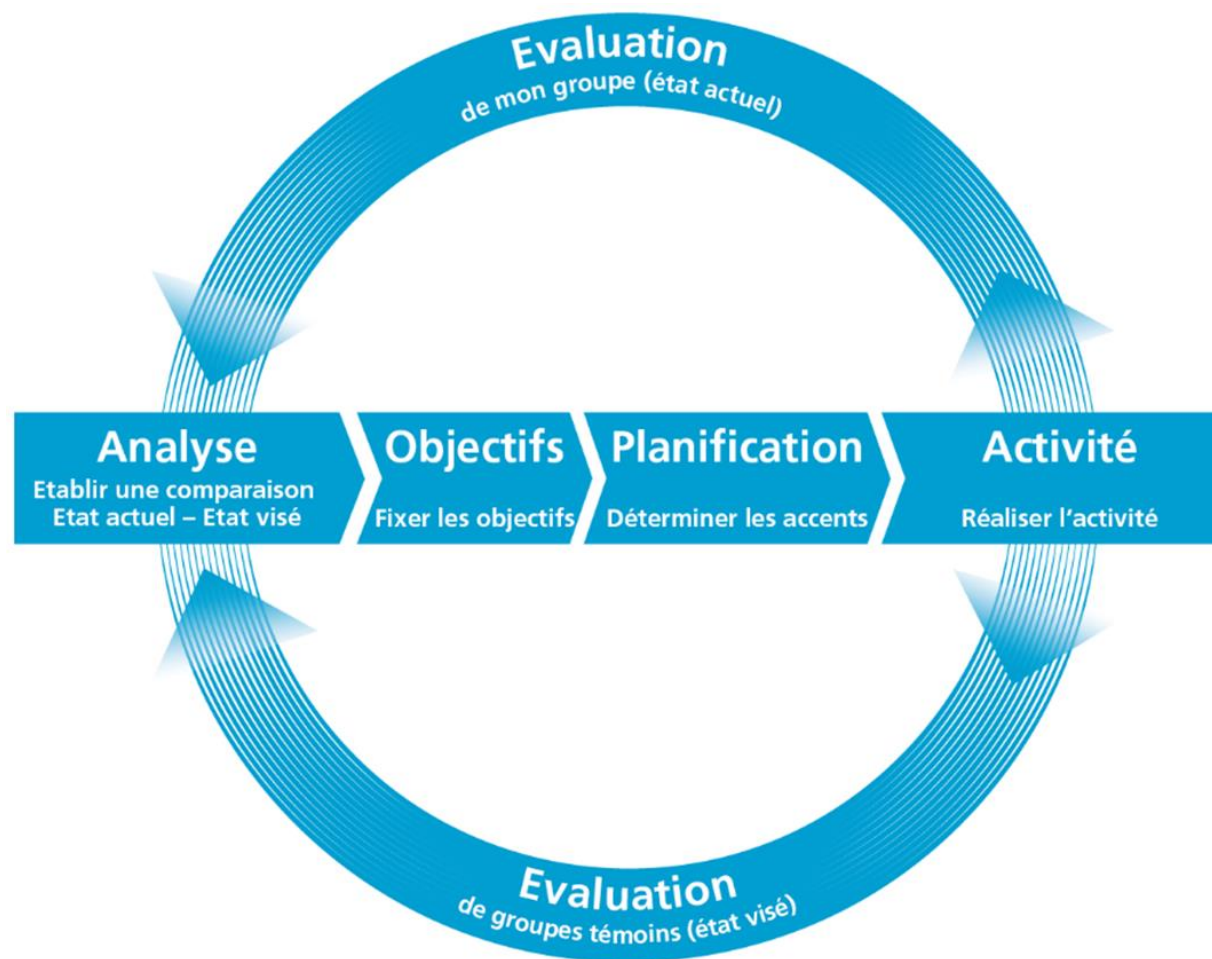 Evaluation
de mon groupe (état actuel)
Analyse
Etablir une comparaison
Etat actuel – Etat visé
Objectifs
Fixer les objectifs
Planification
Déterminer les accents
Activité
Réaliser l‘activité
Evaluation
de groupes témoins (état visé)